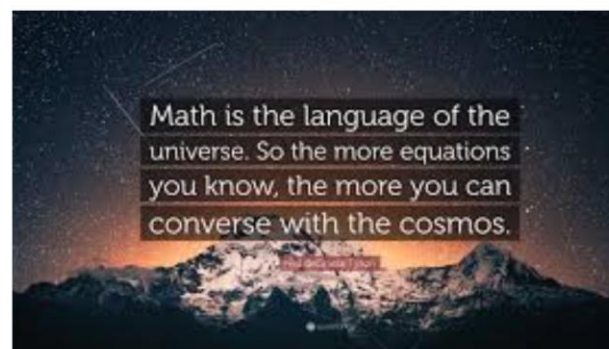 Math is the language of the
universe. So the more equations
you know, the more you can
converse with the cosmos.